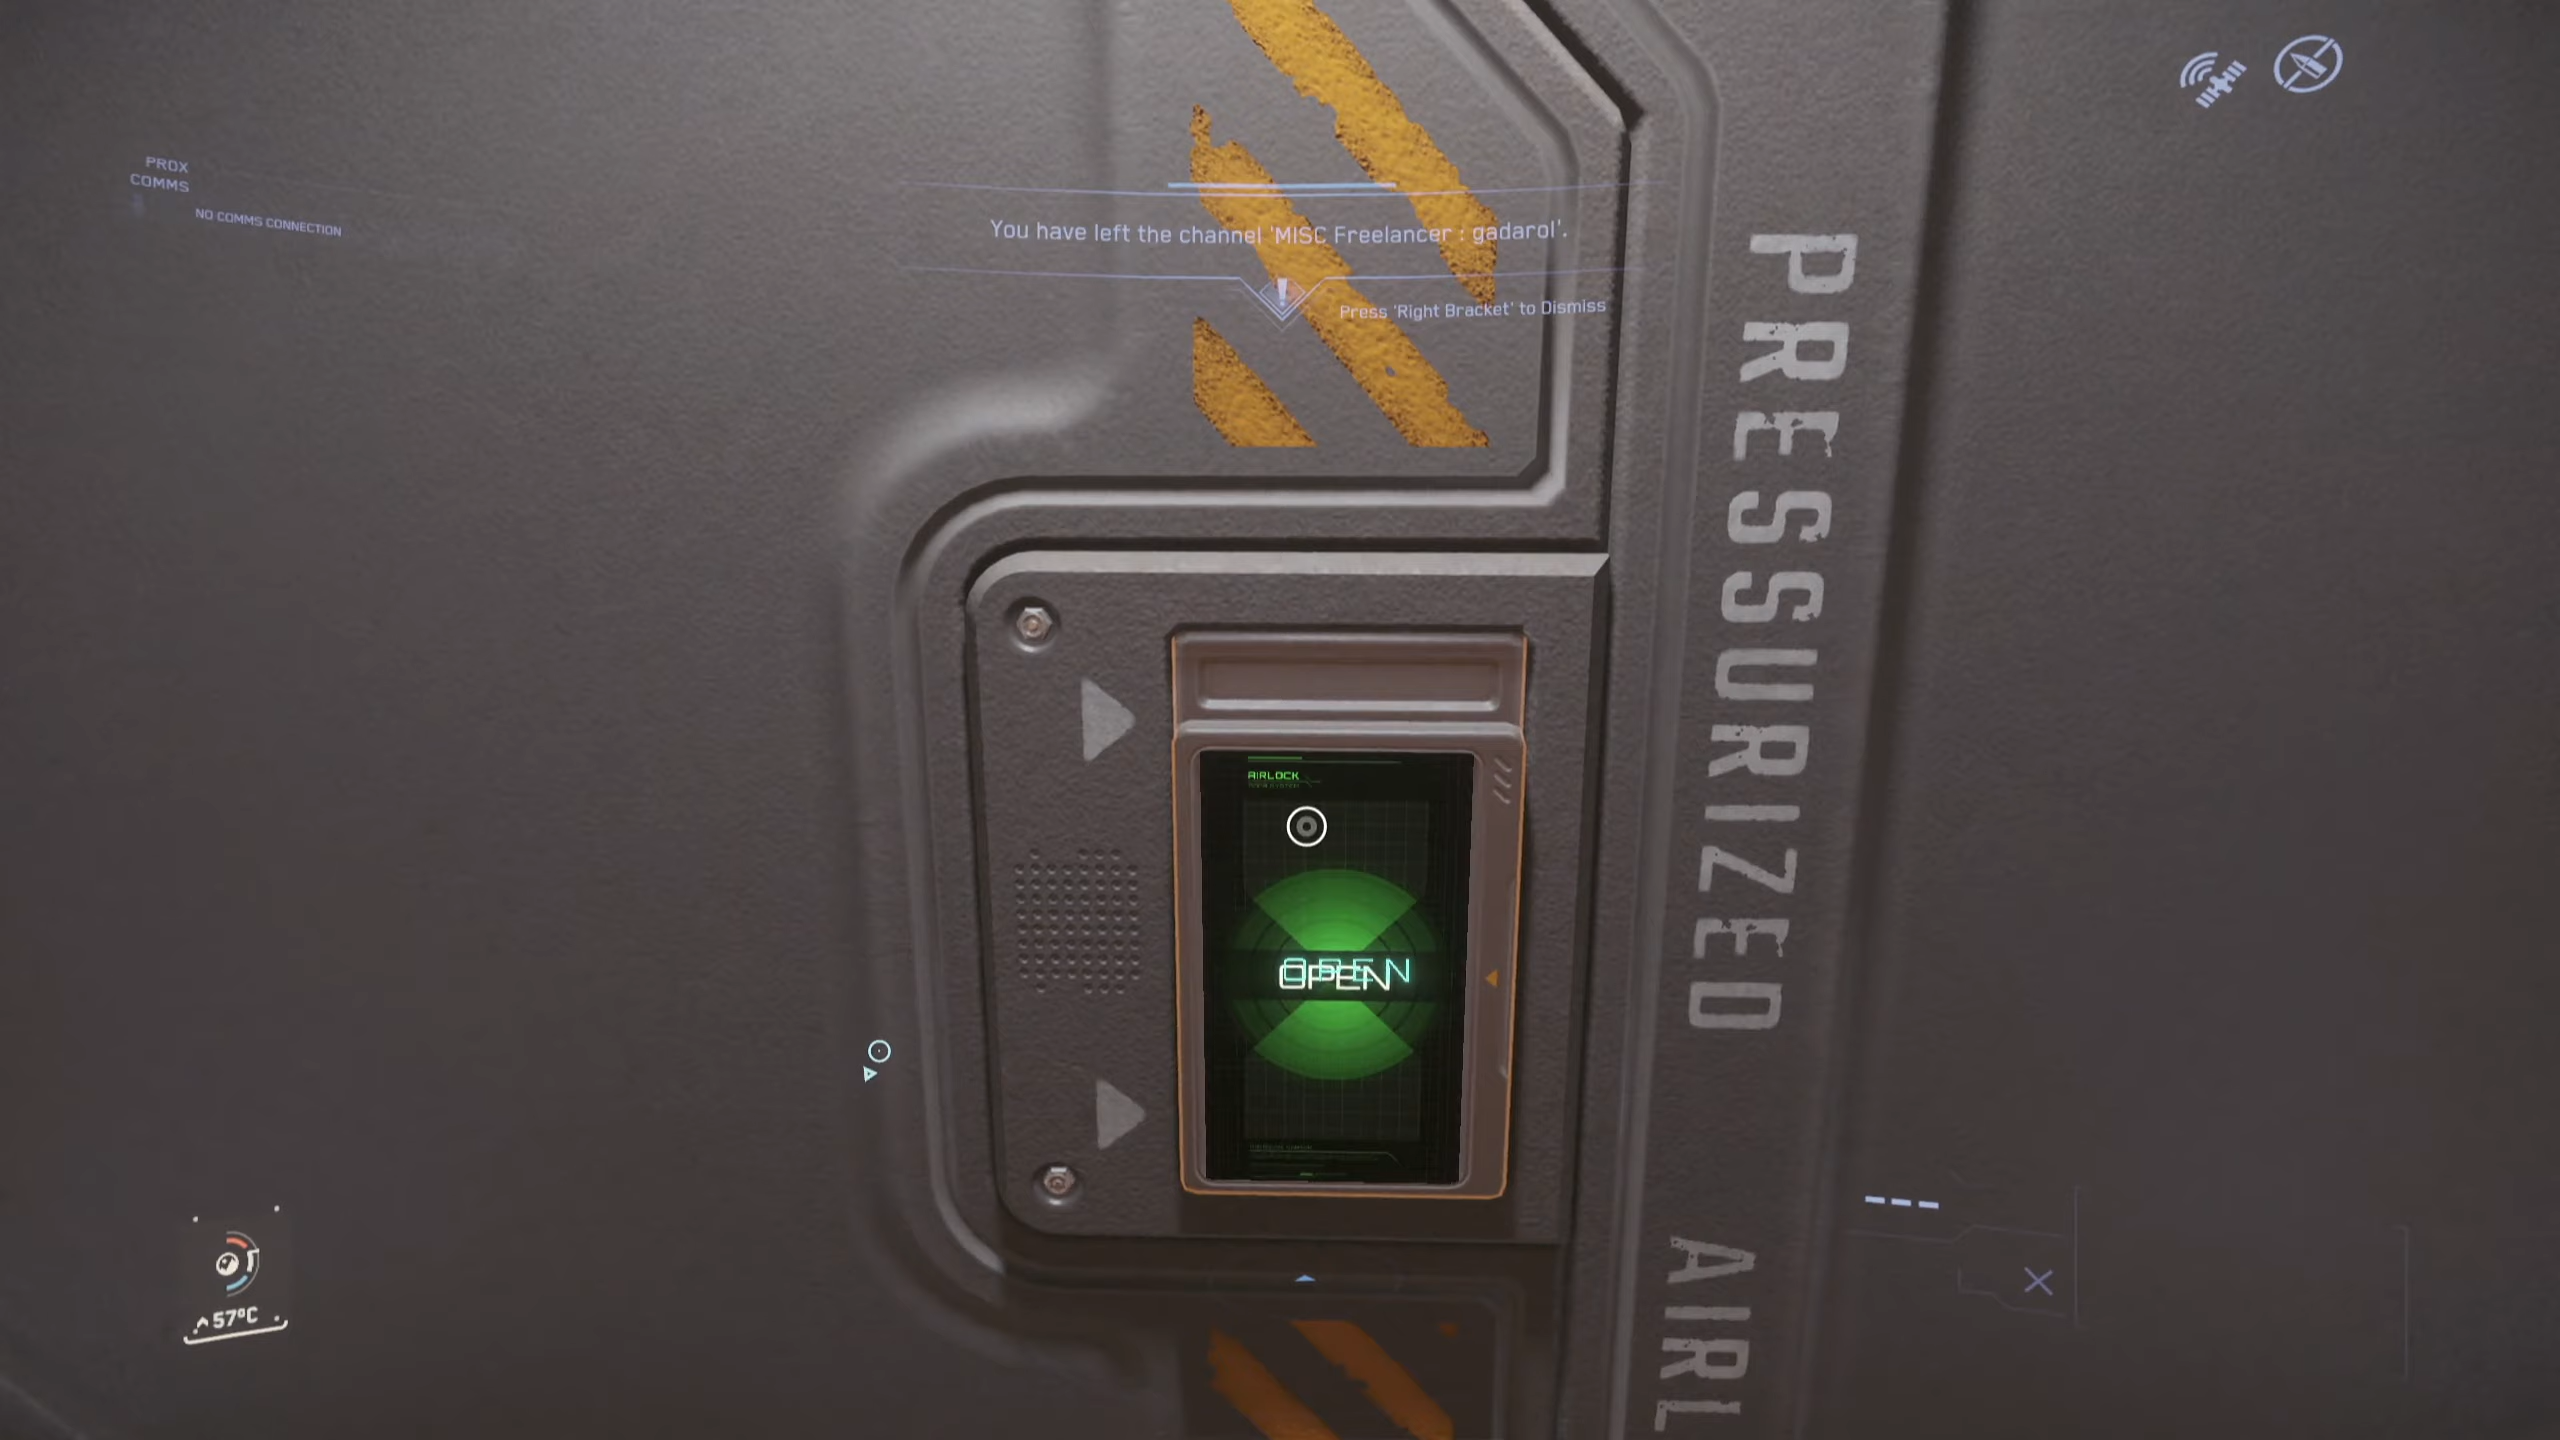 PROX
COMMS
NO COMMS CONNECTION
You have left the channel 'MISC Freelancer : gadarol'.
Press 'Right Bracket' to Dismiss
PRESSURIZED
AIRL
AIRLOCK
OPEN
OPEN
57°C